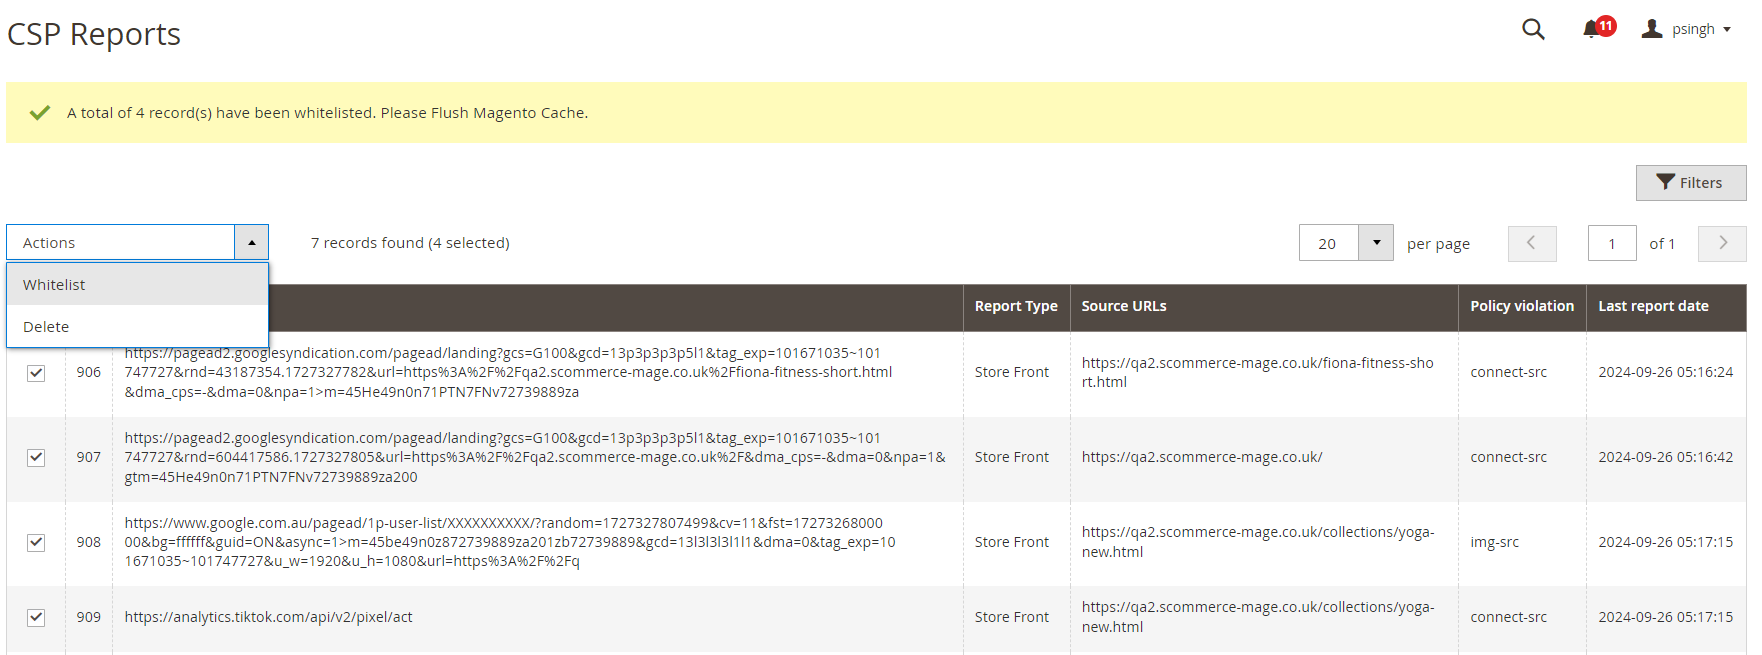 CSP Reports
11
psingh
A total of 4 record(s) have been whitelisted. Please Flush Magento Cache.
Filters
Actions
7 records found (4 selected)
20
per page
1
of 1
Whitelist
Delete
Report Type
Source URLs
Policy violation
Last report date
906
https://pagead2.googlesyndication.com/pagead/landing?gcs=G100&gcd=13p3p3p3p5l1&tag_exp=101671035~101
747727&rnd=43187354.1727327782&url=https%3A%2F%2Fqa2.scommerce-mage.co.uk%2Ffiona-fitness-short.html
&dma_cps=-&dma=0&npa=1>m=45He49n0n71PTN7FNv72739889za
Store Front
https://qa2.scommerce-mage.co.uk/fiona-fitness-sho
rt.html
connect-src
2024-09-26 05:16:24
907
https://pagead2.googlesyndication.com/pagead/landing?gcs=G100&gcd=13p3p3p3p5l1&tag_exp=101671035~101
747727&rnd=604417586.1727327805&url=https%3A%2F%2Fqa2.scommerce-mage.co.uk%2F&dma_cps=-&dma=0&npa=1&
gtm=45He49n0n71PTN7FNv72739889za200
Store Front
https://qa2.scommerce-mage.co.uk/
connect-src
2024-09-26 05:16:42
908
https://www.google.com.au/pagead/1p-user-list/XXXXXXXXXX/?random=1727327807499&cv=11&fst=17273268000
00&bg=ffffff&guid=ON&async=1>m=45be49n0z872739889za201zb72739889&gcd=13l3l3l3l1l1&dma=0&tag_exp=10
1671035~101747727&u_w=1920&u_h=1080&url=https%3A%2F%2Fq
Store Front
https://qa2.scommerce-mage.co.uk/collections/yoga-
new.html
img-src
2024-09-26 05:17:15
909
https://analytics.tiktok.com/api/v2/pixel/act
Store Front
https://qa2.scommerce-mage.co.uk/collections/yoga-
new.html
connect-src
2024-09-26 05:17:15